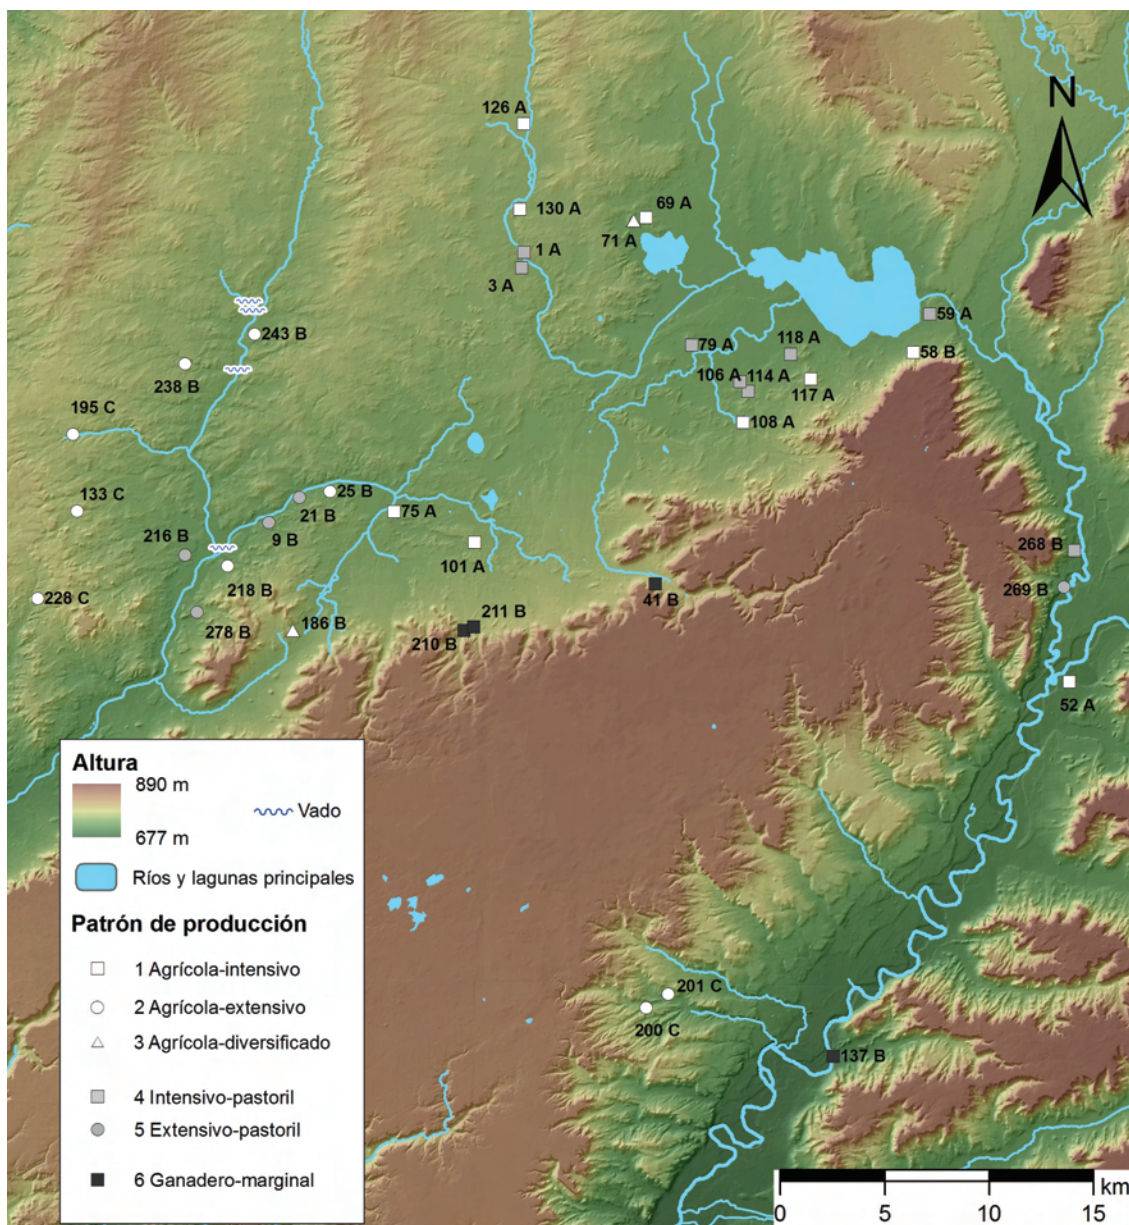 N
126 A
130 A
69 A
71 A
1 A
3 A
59 A
243 B
79 A
118 A
58 B
238 B
106 A
114 A
117 A
195 C
108 A
133 C
25 B
21 B
75 A
9 B
216 B
101 A
268 B
218 B
269 B
228 C
41 B
278 B
186 B
211 B
210 B
52 A
Altura
890 m
677 m
Vado
Ríos y lagunas principales
Patrón de producción
1 Agrícola-intensivo
2 Agrícola-extensivo
3 Agrícola-diversificado
4 Intensivo-pastoril
5 Extensivo-pastoril
6 Ganadero-marginal
201 C
200 C
137 B
km
0 5 10 15